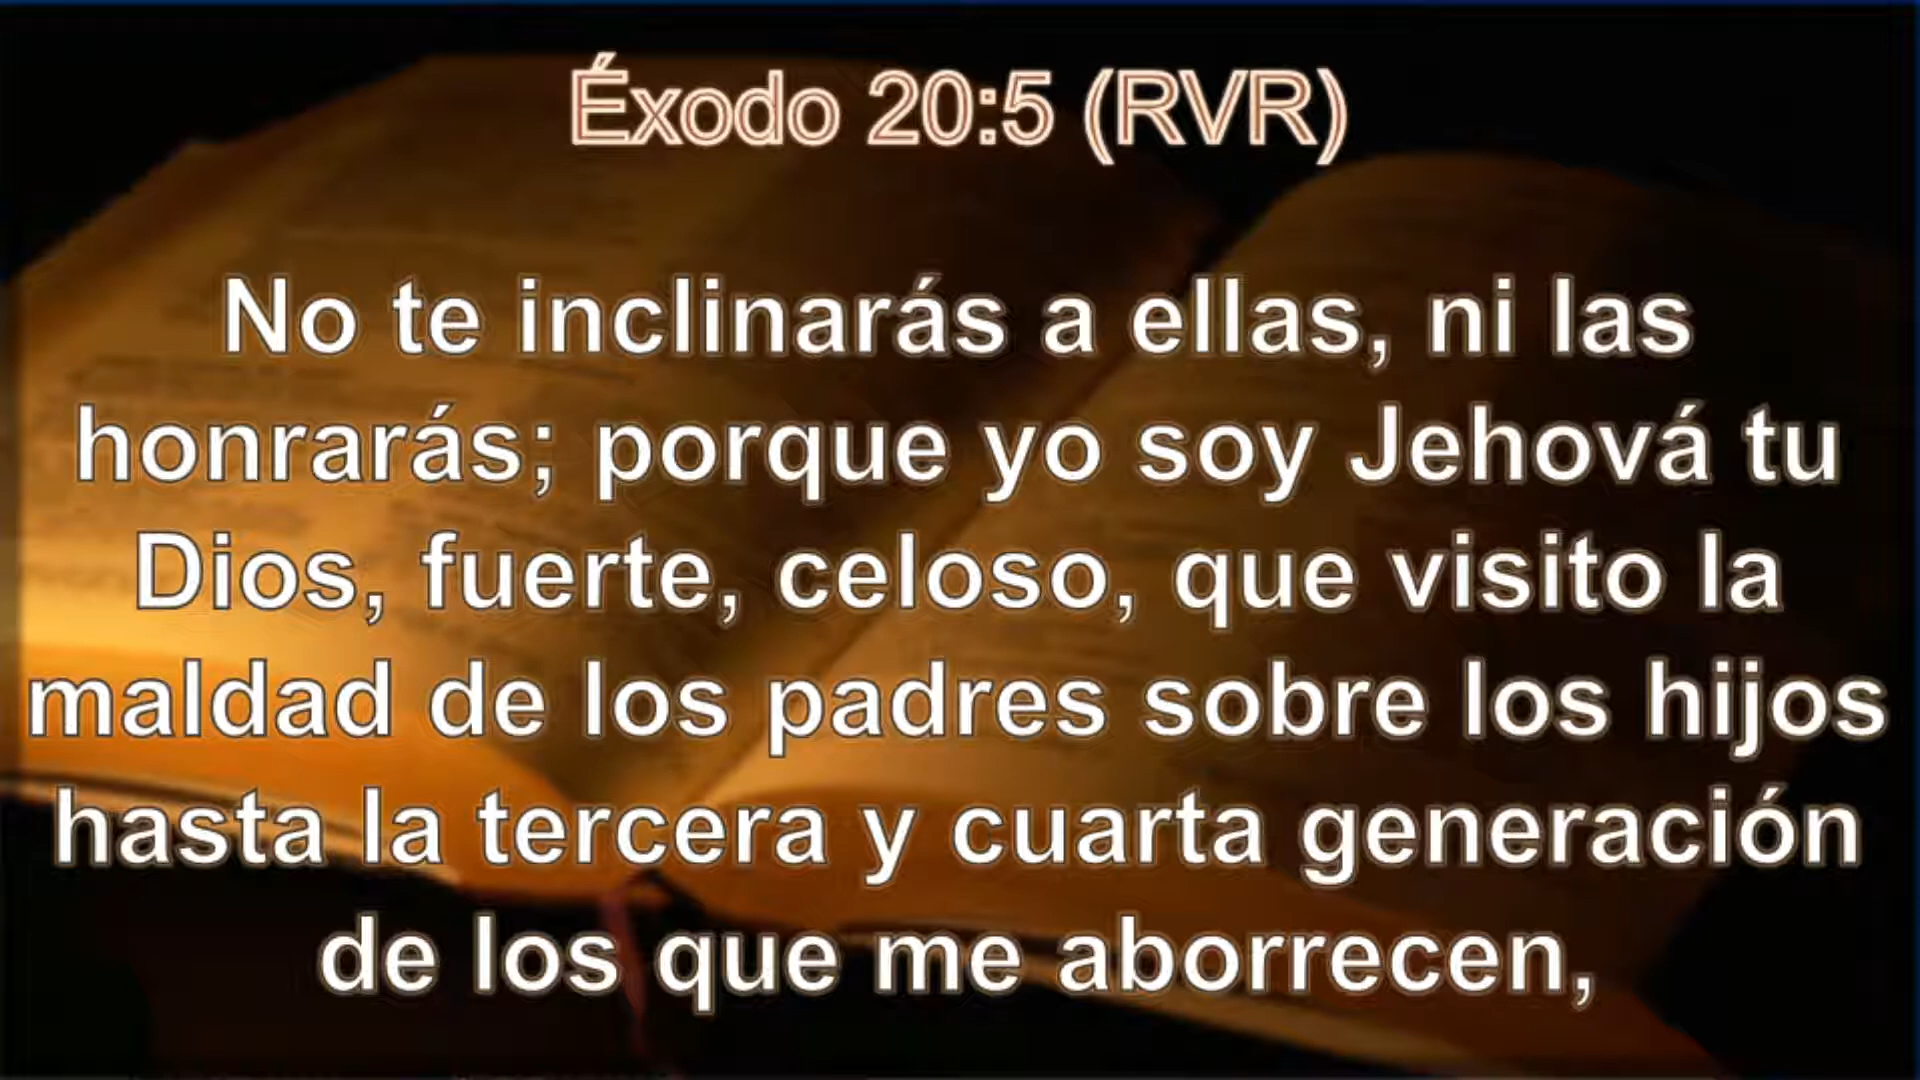 Éxodo 20:5 (RVR)
No te inclinarás a ellas, ni las
honrarás; porque yo soy Jehová tu
Dios, fuerte, celoso, que visito la
maldad de los padres sobre los hijos
hasta la tercera y cuarta generación
de los que me aborrecen,